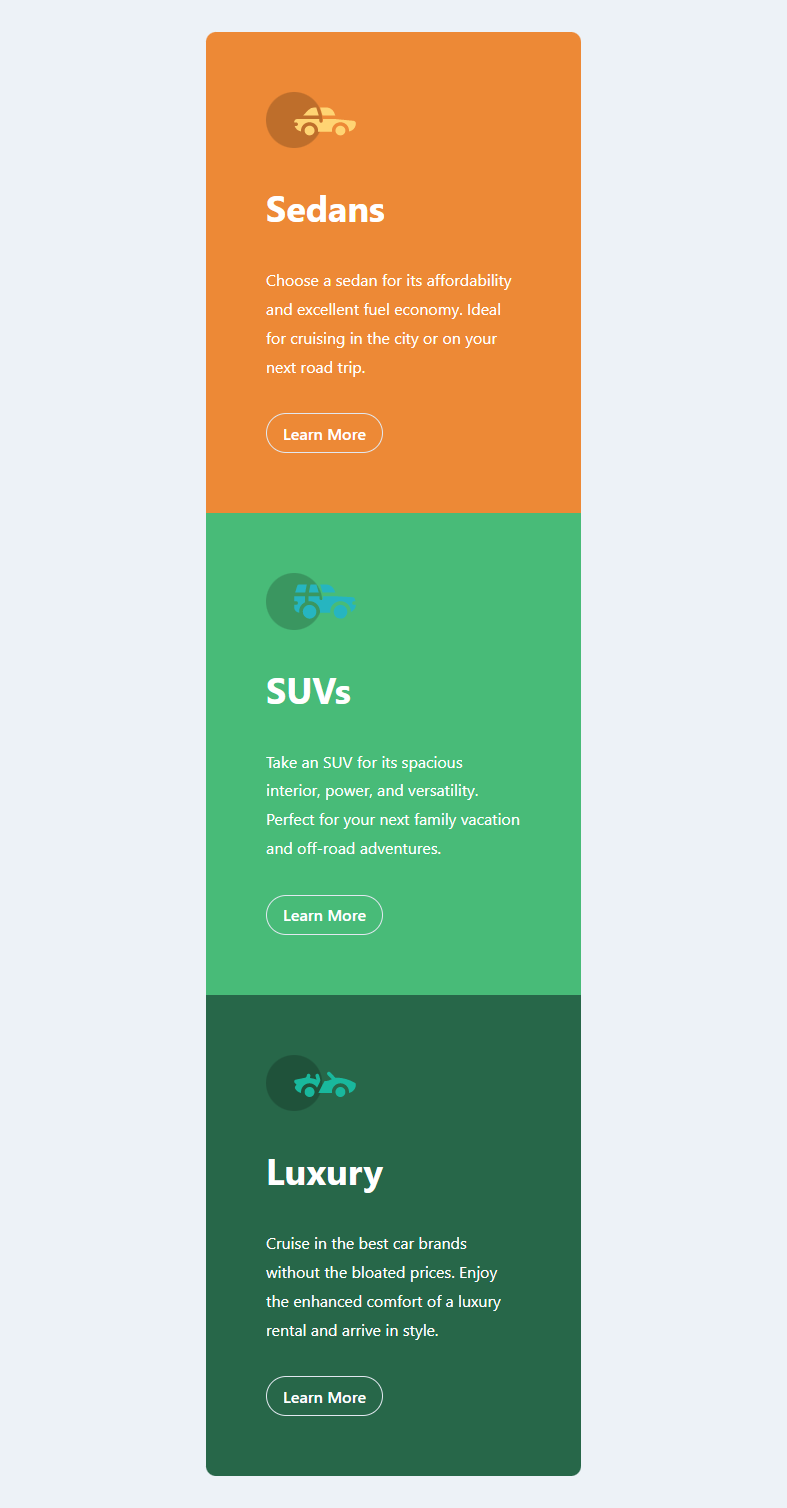 Sedans
Choose a sedan for its affordability
and excellent fuel economy. Ideal
for cruising in the city or on your
next road trip.
Learn More
SUVs
Take an SUV for its spacious
interior, power, and versatility.
Perfect for your next family vacation
and off-road adventures.
Learn More
Luxury
Cruise in the best car brands
without the bloated prices. Enjoy
the enhanced comfort of a luxury
rental and arrive in style.
Learn More